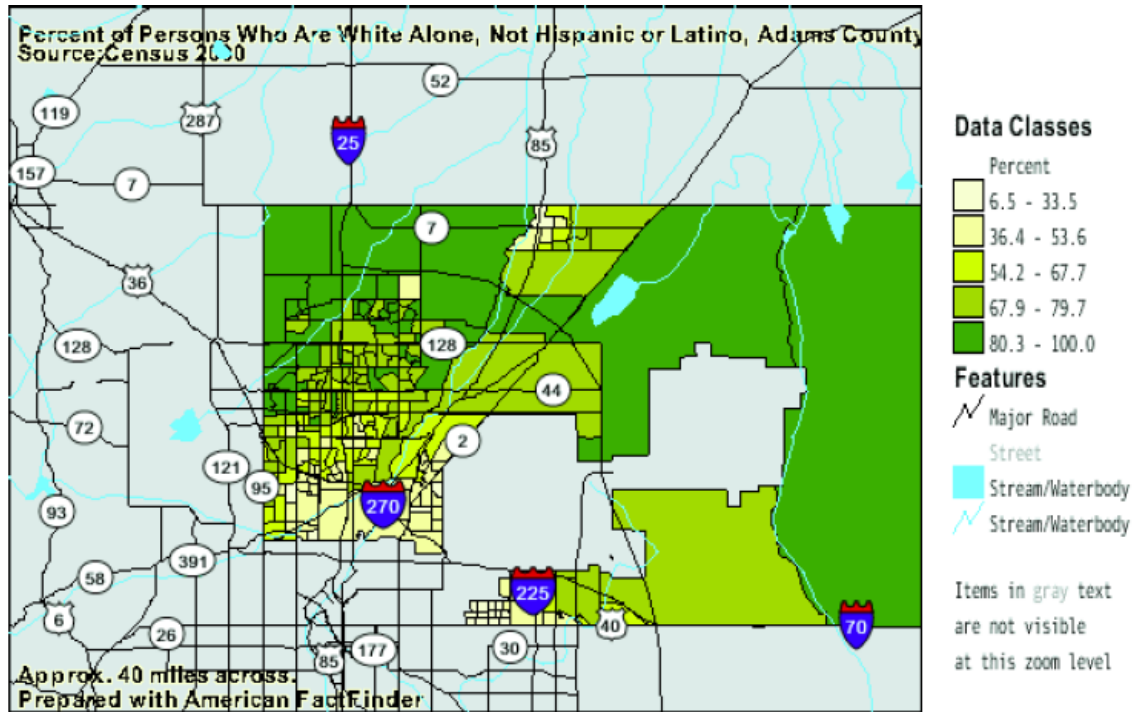 Percent of Persons Who Are White Alone, Not Hispanic or Latino, Adams County
Source:Census 2000
52
119
287
25
85
157
7
7
36
128
128
44
72
2
121
95
270
93
391
58
225
6
40
70
26
177
30
85
Approx. 40 miles across.
Prepared with American FactFinder
Data Classes
Percent
6.5 - 33.5
36.4 - 53.6
54.2 - 67.7
67.9 - 79.7
80.3 - 100.0
Features
Major Road
Street
Stream/Waterbody
Stream/Waterbody
Items in gray text
are not visible
at this zoom level